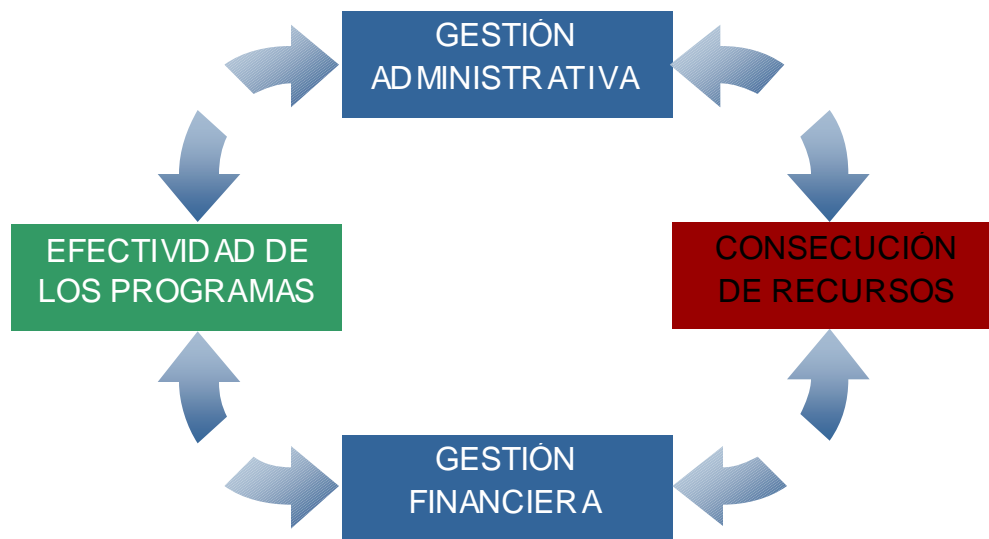 GESTIÓN
ADMINISTRATIVA
EFECTIVIDAD DE
LOS PROGRAMAS
CONSECUCIÓN
DE RECURSOS
GESTIÓN
FINANCIERA